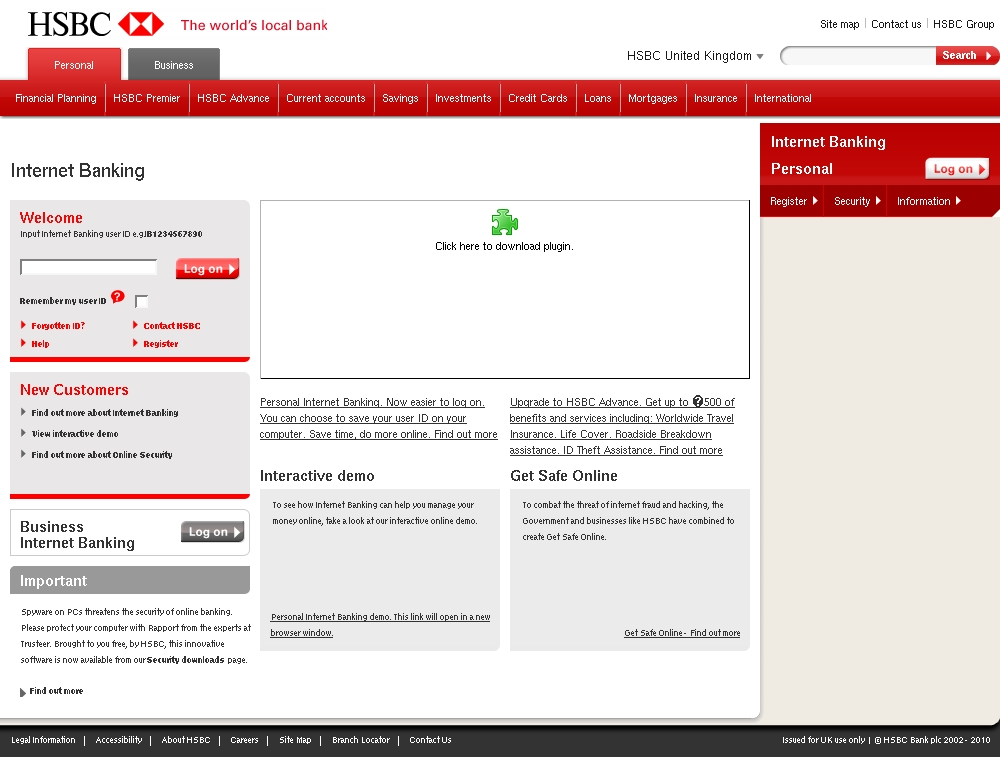 HSBC The world's local bank
Site map Contact us HSBC Group
Personal Business
HSBC United Kingdom
Search
Financial Planning HSBC Premier HSBC Advance Current accounts Savings Investments Credit Cards Loans Mortgages Insurance International
Internet Banking
Personal
Log on
Register Security Information
Internet Banking
Welcome
Input Internet Banking user ID e.g.IB1234567890
Log on
Remember my user ID ?
Forgotten ID? Contact HSBC
Help Register
Click here to download plugin.
New Customers
Find out more about Internet Banking
View interactive demo
Find out more about Online Security
Personal Internet Banking. Now easier to log on.
You can choose to save your user ID on your
computer. Save time, do more online. Find out more
Upgrade to HSBC Advance. Get up to �500 of
benefits and services including: Worldwide Travel
Insurance. Life Cover. Roadside Breakdown
assistance. ID Theft Assistance. Find out more
Interactive demo
To see how Internet Banking can help you manage your
money online, take a look at our interactive online demo.
Personal Internet Banking demo. This link will open in a new
browser window.
Get Safe Online
To combat the threat of internet fraud and hacking, the
Government and businesses like HSBC have combined to
create Get Safe Online.
Get Safe Online - Find out more
Business
Internet Banking
Log on
Important
Spyware on PCs threatens the security of online banking.
Please protect your computer with Rapport from the experts at
Trusteer. Brought to you free, by HSBC, this innovative
software is now available from our Security downloads page.
Find out more
Legal Information | Accessibility | About HSBC | Careers | Site Map | Branch Locator | Contact Us
Issued for UK use only | © HSBC Bank plc 2002 - 2010